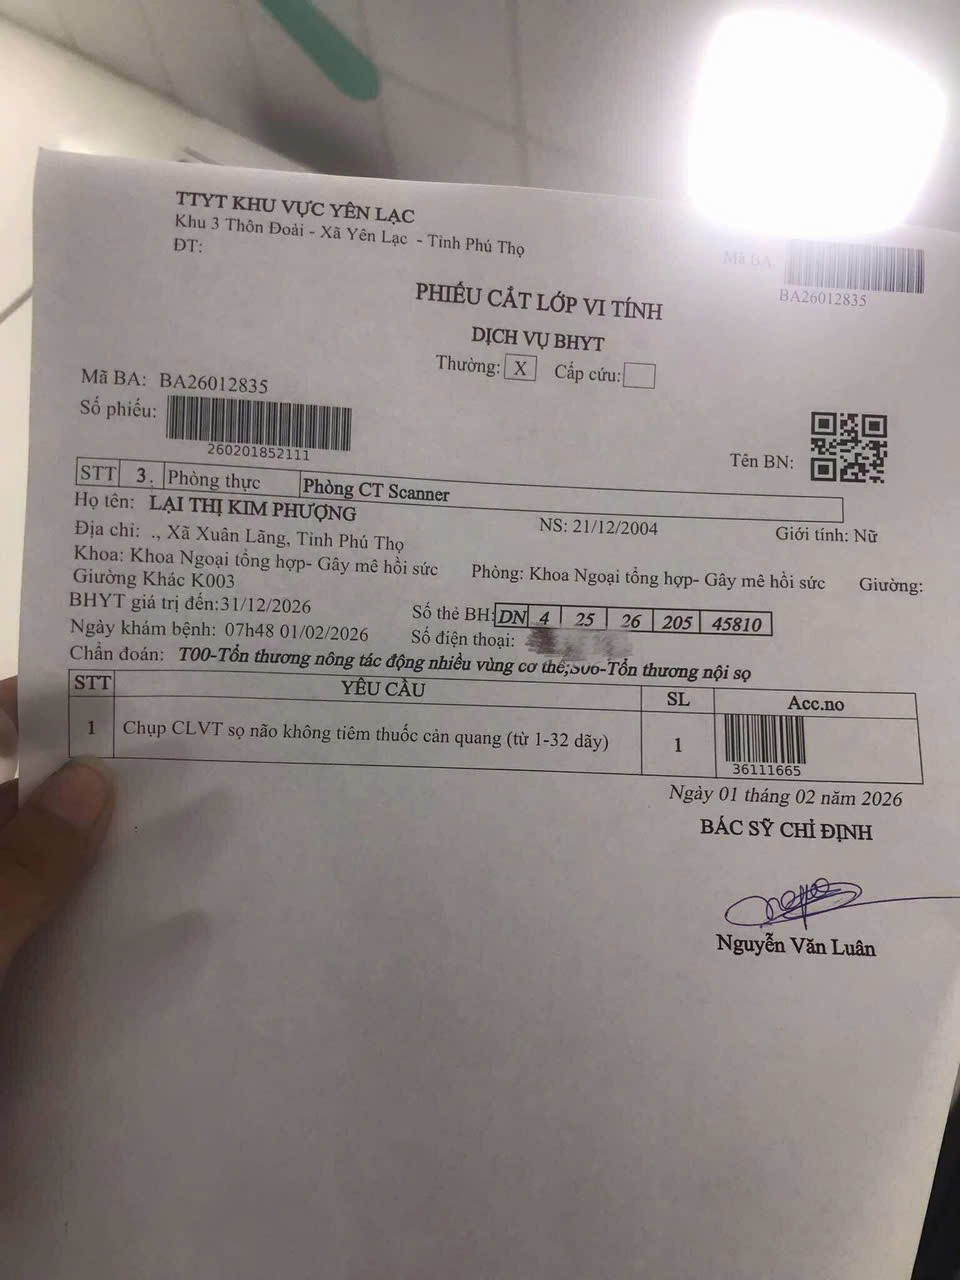 TTYT KHU VỰC YÊN LẠC
Khu 3 Thôn Đoài - Xã Yên Lạc - Tỉnh Phú Thọ
ĐT:
Mã BA
BA26012835
PHIẾU CẮT LỚP VI TÍNH
DỊCH VỤ BHYT
Thường: X Cấp cứu:
Mã BA: BA26012835
Số phiếu:
260201852111
Tên BN:
STT 3. Phòng thực Phòng CT Scanner
Họ tên: LẠI THỊ KIM PHƯỢNG NS: 21/12/2004 Giới tính: Nữ
Địa chỉ: ., Xã Xuân Lãng, Tỉnh Phú Thọ
Khoa: Khoa Ngoại tổng hợp- Gây mê hồi sức Phòng: Khoa Ngoại tổng hợp- Gây mê hồi sức Giường:
Giường Khác K003
BHYT giá trị đến:31/12/2026 Số thẻ BH: DN 4 25 26 205 45810
Ngày khám bệnh: 07h48 01/02/2026 Số điện thoại:
Chẩn đoán: T00-Tổn thương nông tác động nhiều vùng cơ thể;S06-Tổn thương nội sọ
STT YÊU CẦU SL Acc.no
1 Chụp CLVT sọ não không tiêm thuốc cản quang (từ 1-32 dãy) 1
36111665
Ngày 01 tháng 02 năm 2026
BÁC SỸ CHỈ ĐỊNH
Nguyễn Văn Luân